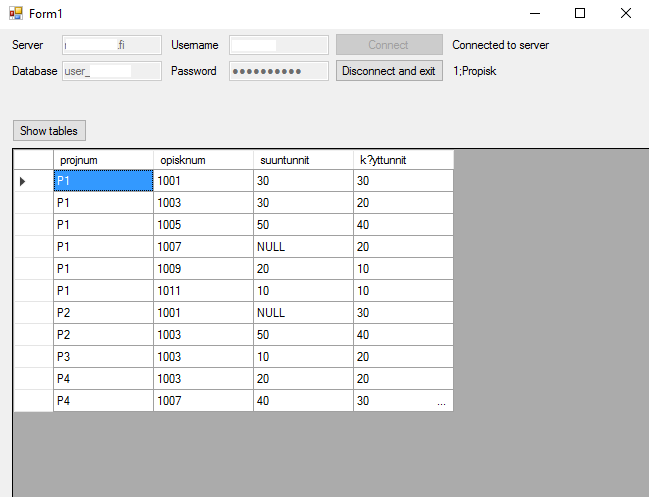 Form1
Server .fi Username Connect Connected to server
Database user_ Password ●●●●●●●●●● Disconnect and exit 1;Propisk
Show tables
projnum opisknum suuntunnit k?yttunnit
P1 1001 30 30
P1 1003 30 20
P1 1005 50 40
P1 1007 NULL 20
P1 1009 20 10
P1 1011 10 10
P2 1001 NULL 30
P2 1003 50 40
P3 1003 10 20
P4 1003 20 20
P4 1007 40 30 ...